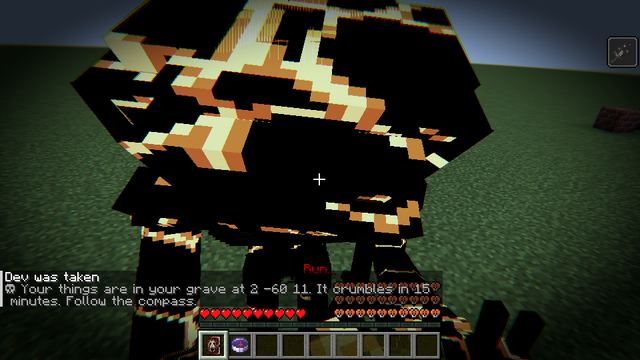 Run.
Dev was taken
☠ Your things are in your grave at 2 -60 11. It crumbles in 15
minutes. Follow the compass.